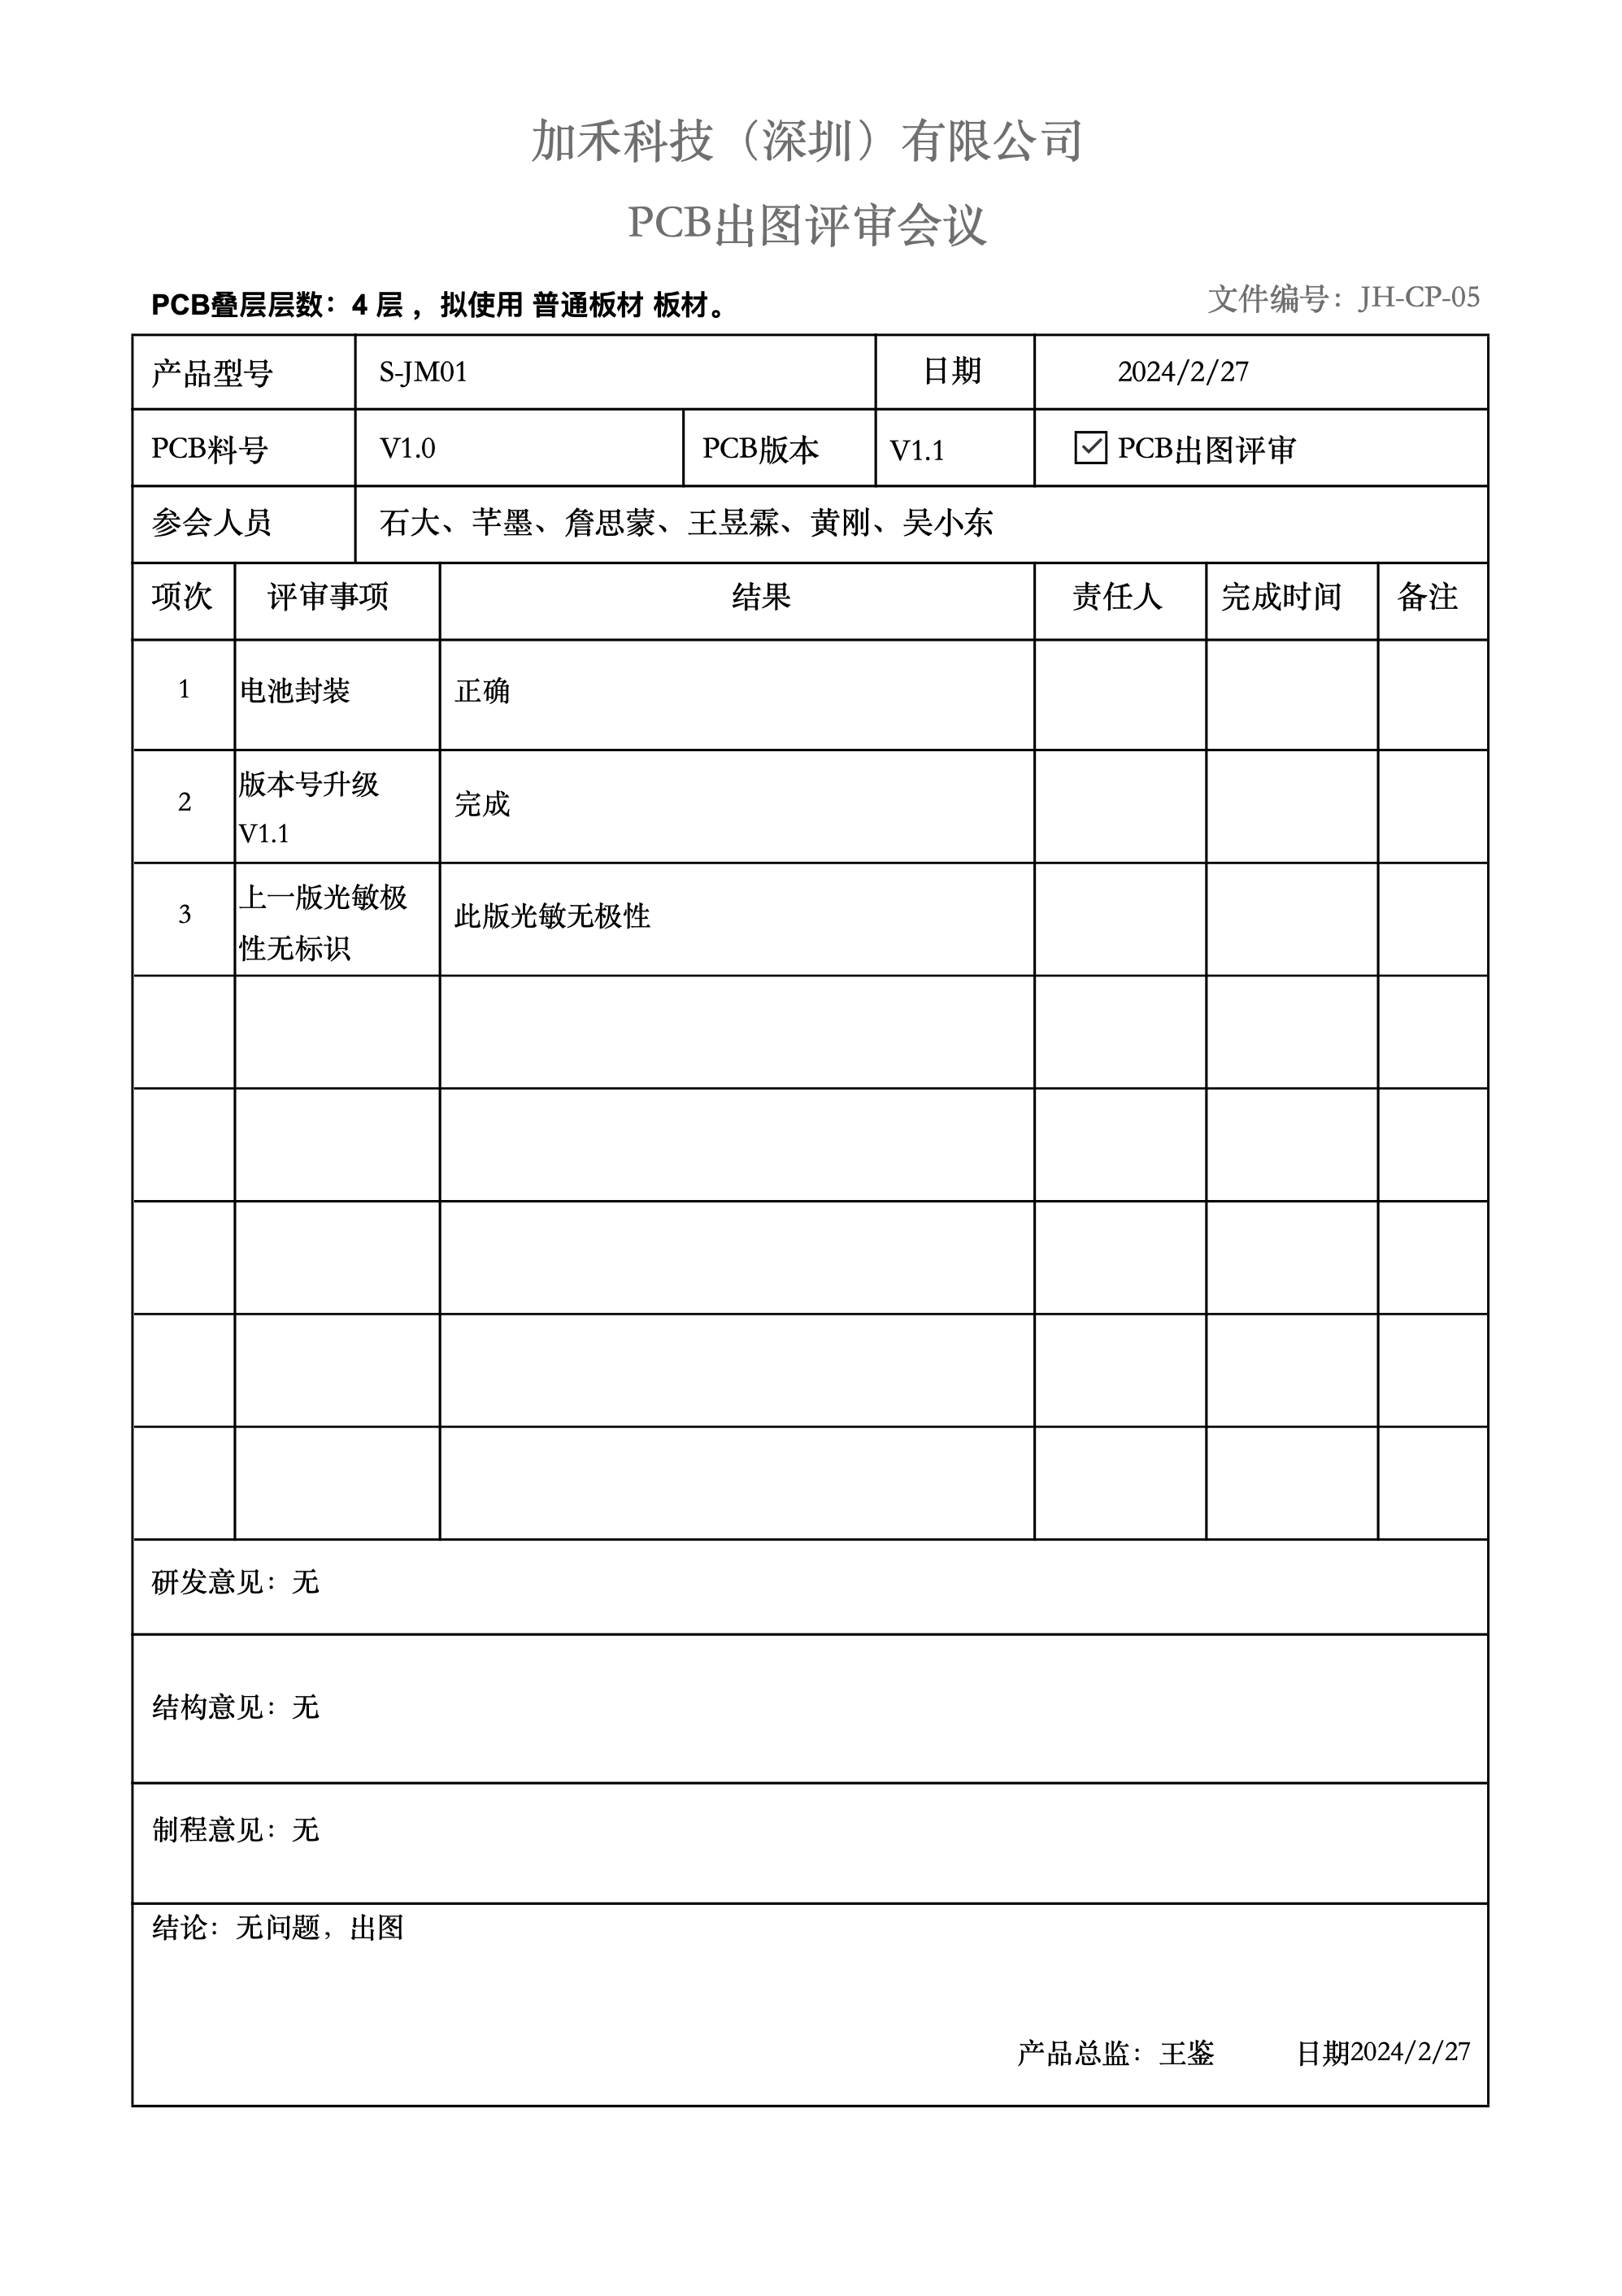 加禾科技（深圳）有限公司
PCB出图评审会议
PCB叠层层数：4 层 ，拟使用 普通板材 板材。
文件编号：JH-CP-05
产品型号 S-JM01 日期 2024/2/27
PCB料号 V1.0 PCB版本 V1.1 ☑ PCB出图评审
参会人员 石大、芊墨、詹思蒙、王昱霖、黄刚、吴小东
项次 评审事项 结果 责任人 完成时间 备注
1 电池封装 正确
2 版本号升级
V1.1
完成
3 上一版光敏极
性无标识
此版光敏无极性
研发意见：无
结构意见：无
制程意见：无
结论：无问题，出图
产品总监：王鉴 日期2024/2/27